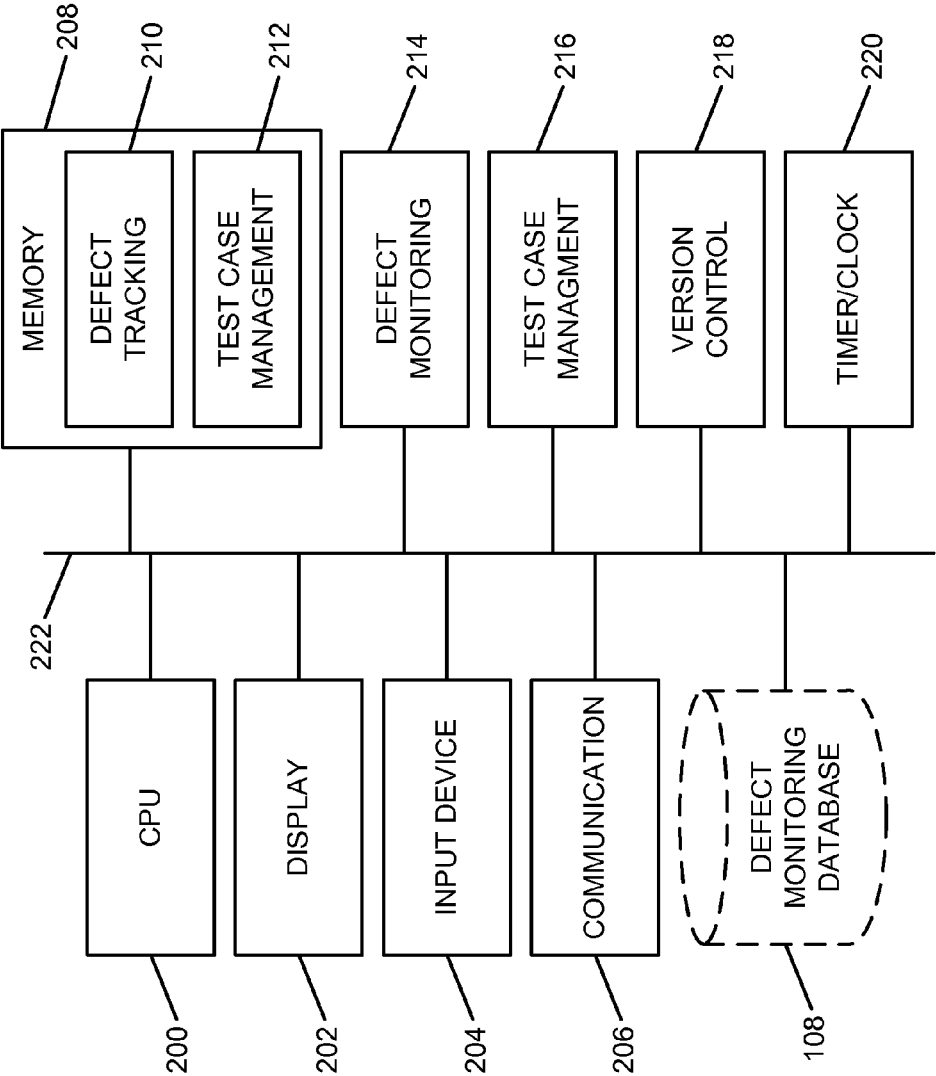 208
MEMORY
210
DEFECT
TRACKING
212
TEST CASE
MANAGEMENT
214
DEFECT
MONITORING
216
TEST CASE
MANAGMENT
218
VERSION
CONTROL
220
TIMER/CLOCK
222
CPU
200
DISPLAY
202
INPUT DEVICE
204
COMMUNICATION
206
DEFECT
MONITORING
DATABASE
108